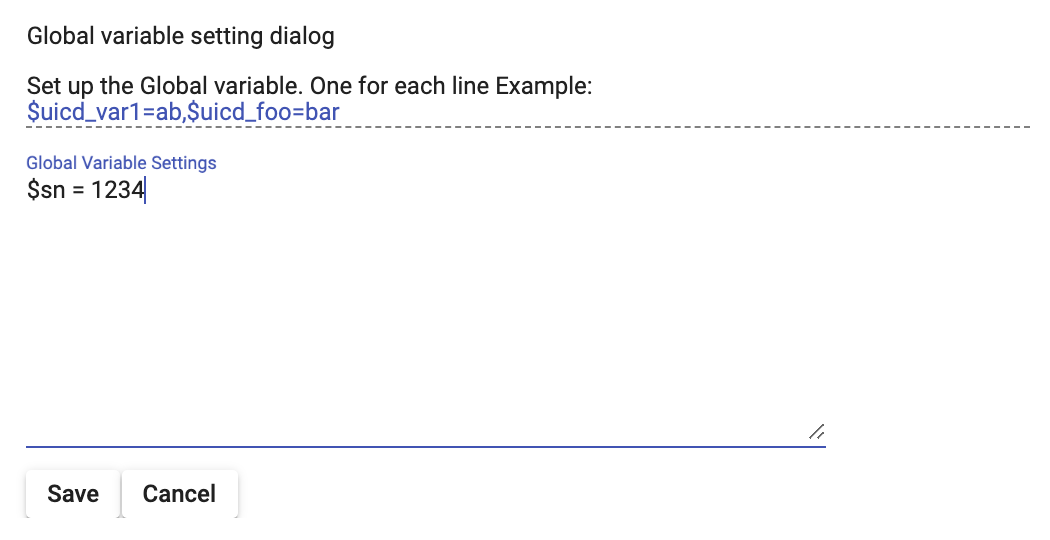 Global variable setting dialog
Set up the Global variable. One for each line Example:
$uicd_var1=ab,$uicd_foo=bar
Global Variable Settings
$sn = 1234
Save Cancel